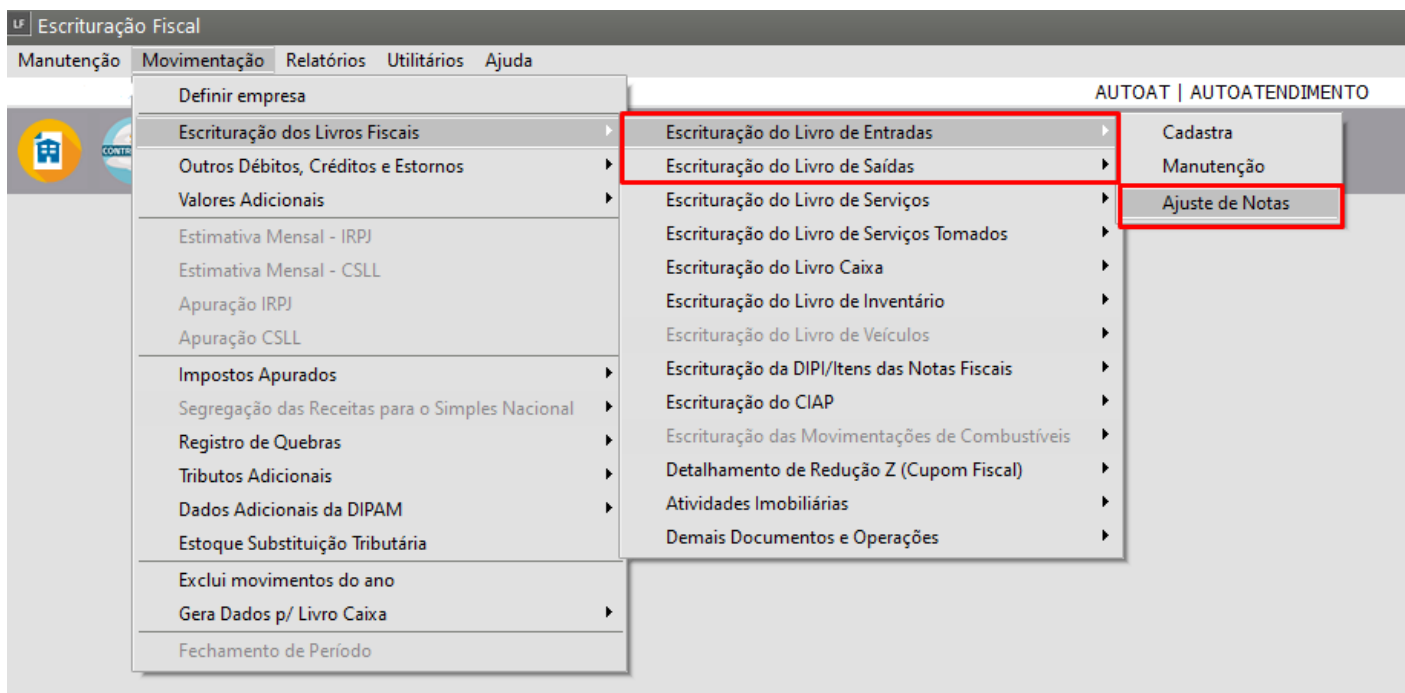 LF Escrituração Fiscal
Manutenção Movimentação Relatórios Utilitários Ajuda
AUTOAT | AUTOATENDIMENTO
Definir empresa
Escrituração dos Livros Fiscais
Outros Débitos, Créditos e Estornos
Valores Adicionais
Estimativa Mensal - IRPJ
Estimativa Mensal - CSLL
Apuração IRPJ
Apuração CSLL
Impostos Apurados
Segregação das Receitas para o Simples Nacional
Registro de Quebras
Tributos Adicionais
Dados Adicionais da DIPAM
Estoque Substituição Tributária
Exclui movimentos do ano
Gera Dados p/ Livro Caixa
Fechamento de Período
Escrituração do Livro de Entradas
Escrituração do Livro de Saídas
Escrituração do Livro de Serviços
Escrituração do Livro de Serviços Tomados
Escrituração do Livro Caixa
Escrituração do Livro de Inventário
Escrituração do Livro de Veículos
Escrituração da DIPI/Itens das Notas Fiscais
Escrituração do CIAP
Escrituração das Movimentações de Combustíveis
Detalhamento de Redução Z (Cupom Fiscal)
Atividades Imobiliárias
Demais Documentos e Operações
Cadastra
Manutenção
Ajuste de Notas